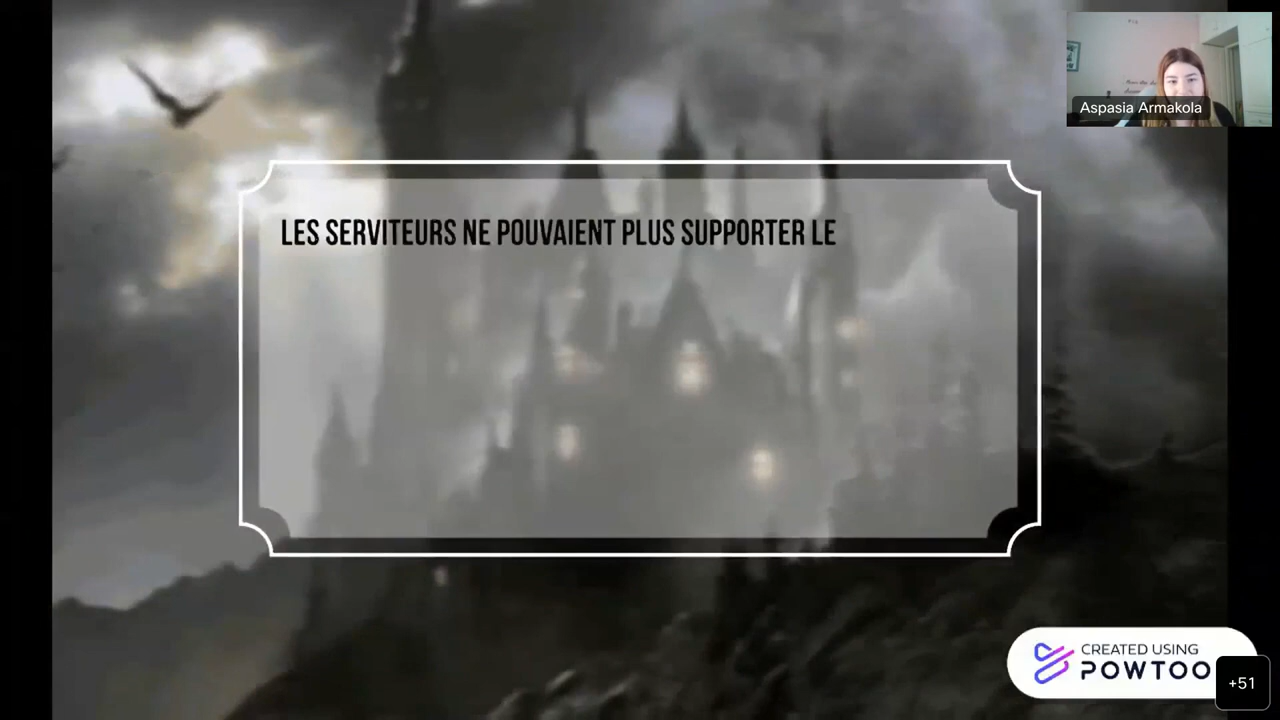 Aspasia Armakola
LES SERVITEURS NE POUVAIENT PLUS SUPPORTER LE
CREATED USING
POWTOO
+51